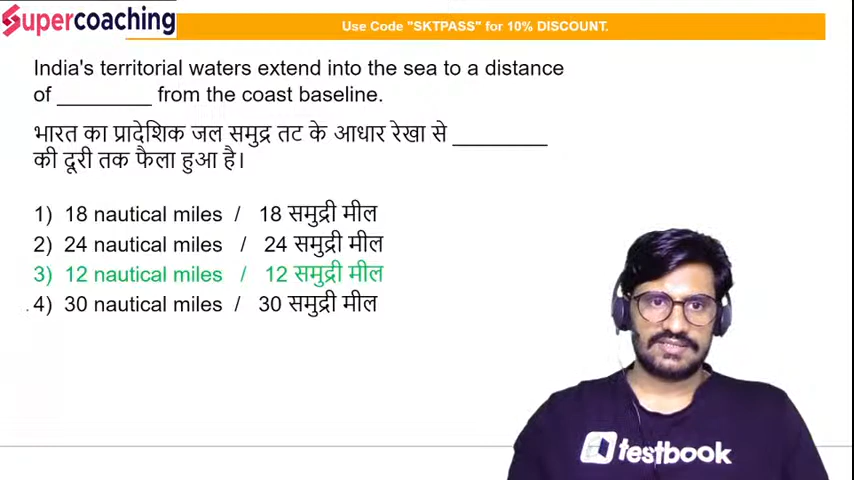 Supercoaching
Use Code "SKTPASS" for 10% DISCOUNT.
India's territorial waters extend into the sea to a distance
of ________ from the coast baseline.
भारत का प्रादेशिक जल समुद्र तट के आधार रेखा से ________
की दूरी तक फैला हुआ है।
1) 18 nautical miles / 18 समुद्री मील
2) 24 nautical miles / 24 समुद्री मील
3) 12 nautical miles / 12 समुद्री मील
4) 30 nautical miles / 30 समुद्री मील
testbook